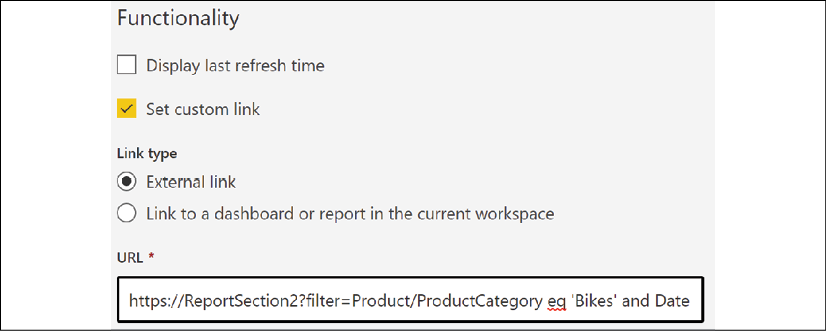 Functionality
Display last refresh time
Set custom link
Link type
External link
Link to a dashboard or report in the current workspace
URL *
https://ReportSection2?filter=Product/ProductCategory eq 'Bikes' and Date